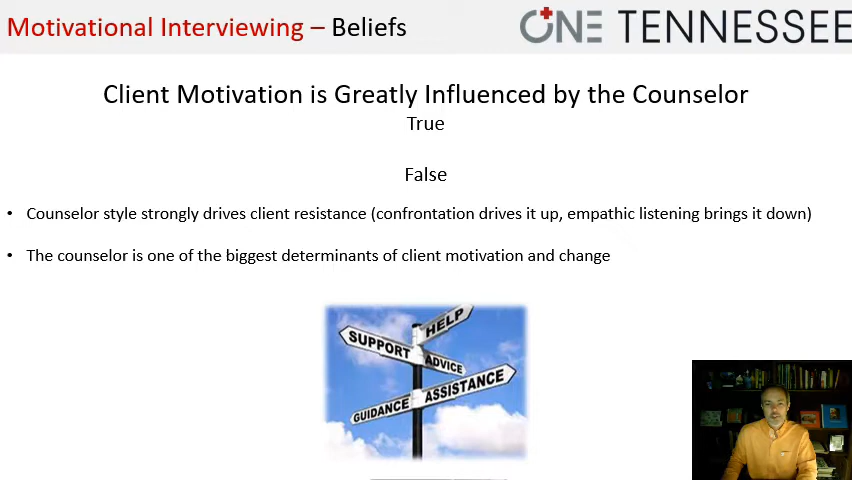 Motivational Interviewing – Beliefs
ONE TENNESSEE
Client Motivation is Greatly Influenced by the Counselor
True
False
• Counselor style strongly drives client resistance (confrontation drives it up, empathic listening brings it down)
• The counselor is one of the biggest determinants of client motivation and change
HELP
SUPPORT
ADVICE
ASSISTANCE
GUIDANCE